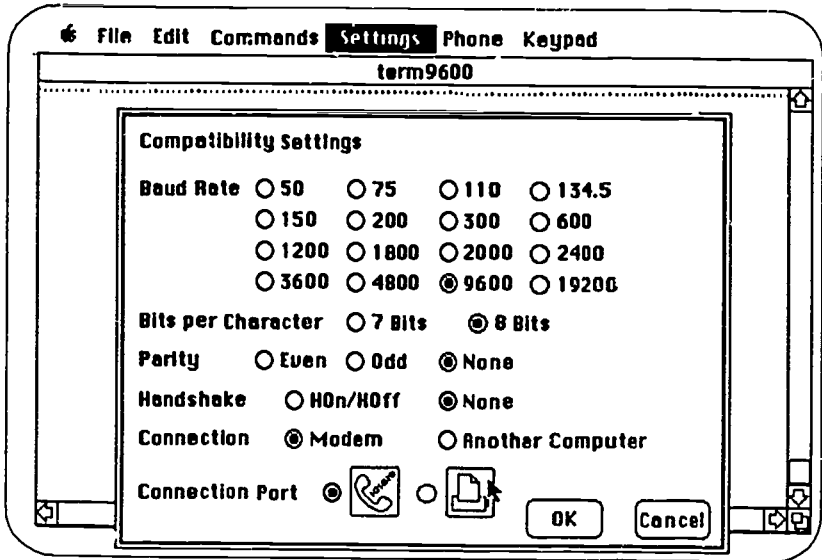 File Edit Commands Settings Phone Keypad
term9600
Compatibility Settings
Baud Rate 50 75 110 134.5
150 200 300 600
1200 1800 2000 2400
3600 4800 9600 19200
Bits per Character 7 Bits 8 Bits
Parity Even Odd None
Handshake XOn/XOff None
Connection Modem Another Computer
Connection Port
OK Cancel